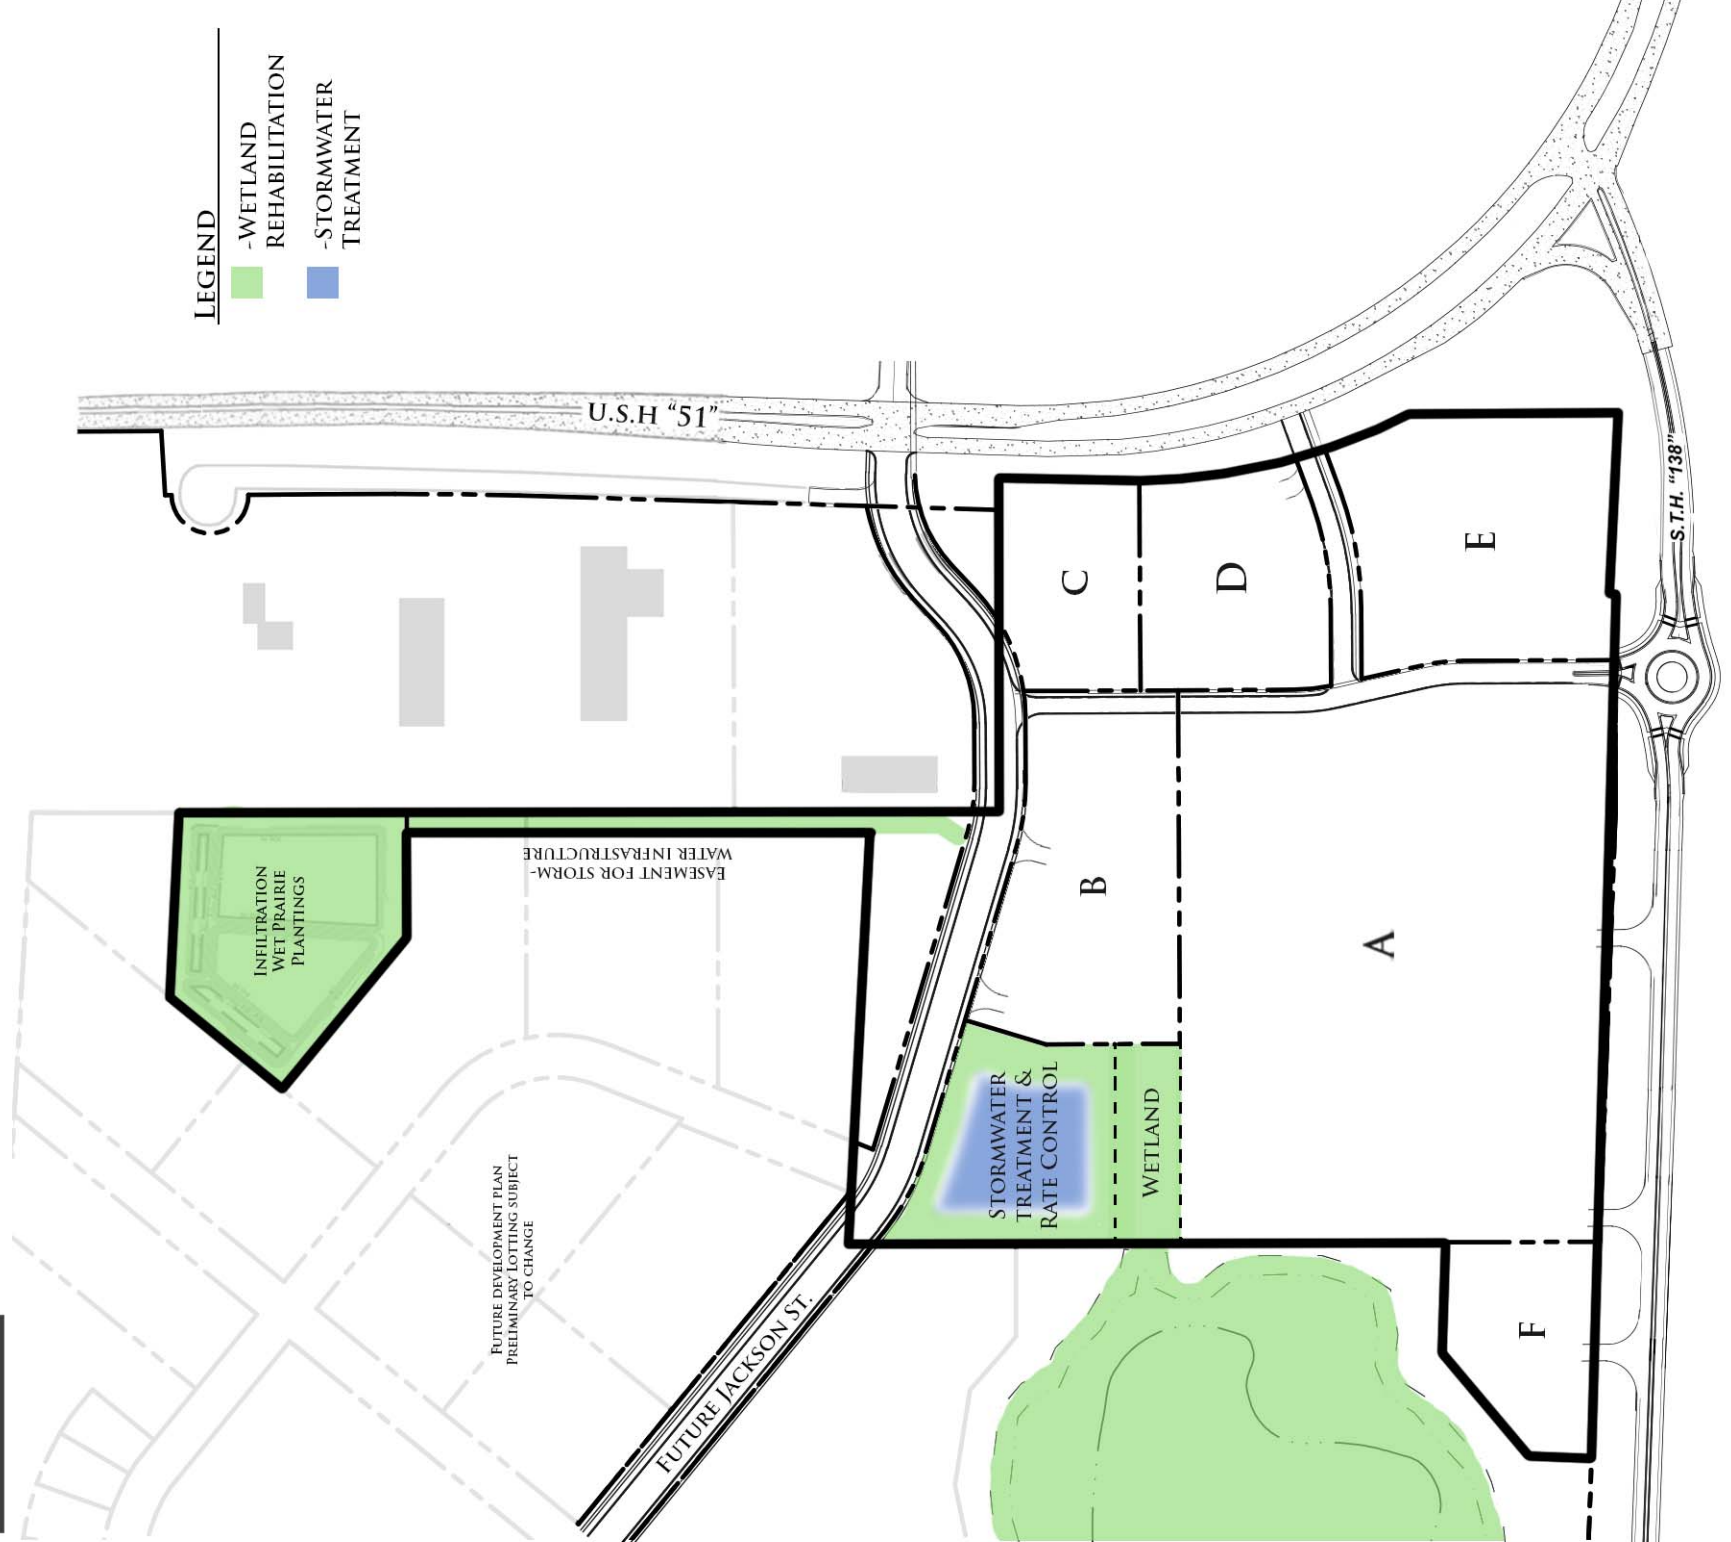 LEGEND
-WETLAND
REHABILITATION
-STORMWATER
TREATMENT
U.S.H "51"
S.T.H. "138"
C
D
E
B
A
F
INFILTRATION
WET PRAIRIE
PLANTINGS
EASEMENT FOR STORM-
WATER INFRASTRUCTURE
STORMWATER
TREATMENT &
RATE CONTROL
WETLAND
FUTURE DEVELOPMENT PLAN
PRELIMINARY LOTTING SUBJECT
TO CHANGE
FUTURE JACKSON ST.